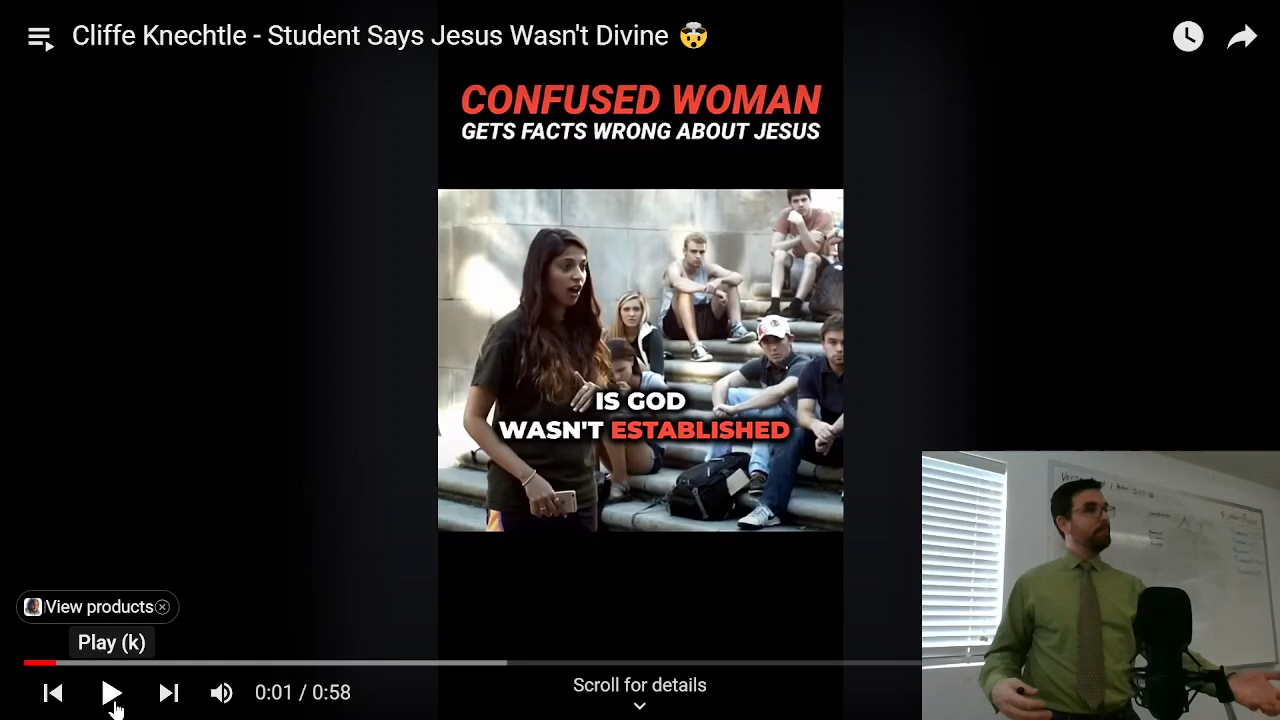 Cliffe Knechtle - Student Says Jesus Wasn't Divine 🤯
CONFUSED WOMAN
GETS FACTS WRONG ABOUT JESUS
IS GOD
WASN'T ESTABLISHED
View products
Play (k)
0:01 / 0:58
Scroll for details